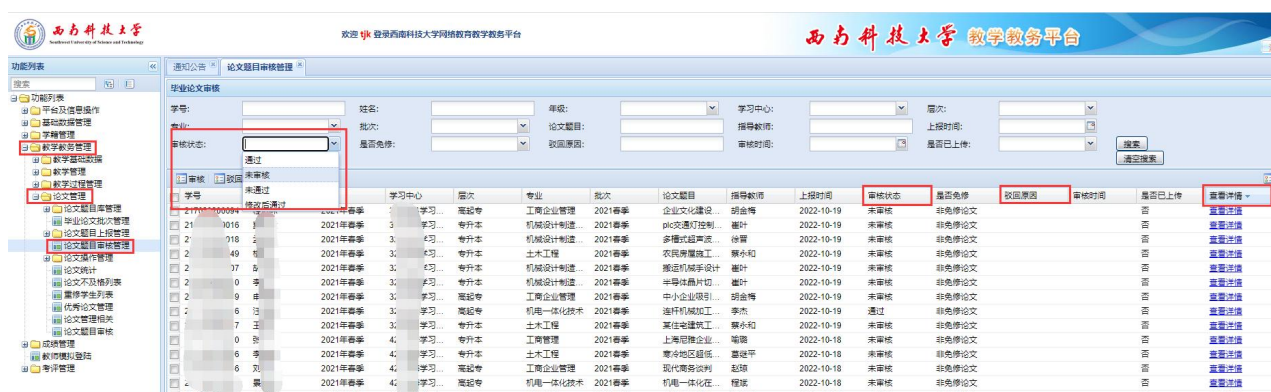 西南科技大学
Southwest University of Science and Technology
欢迎 tjk 登录西南科技大学网络教育教学教务平台
西南科技大学 教学教务平台
功能列表
通知公告 论文题目审核管理
搜索
毕业论文审核
功能列表
平台及信息操作
基础数据管理
学籍管理
教学教务管理
教学基础数据
教学管理
教学过程管理
论文管理
论文题目库管理
毕业论文批次管理
论文题目上报管理
论文题目审核管理
论文操作管理
论文统计
论文不及格列表
重修学生列表
优秀论文管理
论文管理相关
论文题目审核
成绩管理
教师模拟登陆
考评管理
学号: 姓名: 年级: 学习中心: 层次:
专业: 批次: 论文题目: 指导教师: 上报时间:
审核状态: 是否免修: 驳回原因: 审核时间: 是否已上传: 搜索
清空搜索
通过
未审核
未通过
修改后通过
审核 驳回
学号 学习中心 层次 专业 批次 论文题目 指导教师 上报时间 审核状态 是否免修 驳回原因 审核时间 是否已上传 查看详情
2021年春季 学习... 高起专 工商企业管理 2021春季 企业文化建设... 胡金梅 2022-10-19 未审核 非免修论文 否 查看详情
2021年春季 学习... 专升本 机械设计制造... 2021春季 plc交通灯控制... 崔叶 2022-10-19 未审核 非免修论文 否 查看详情
2021年春季 学习... 专升本 机械设计制造... 2021春季 多槽式超声波... 徐晋 2022-10-19 未审核 非免修论文 否 查看详情
2021年春季 学习... 专升本 土木工程 2021春季 农民房屋施工... 蔡永和 2022-10-19 未审核 非免修论文 否 查看详情
2021年春季 学习... 专升本 机械设计制造... 2021春季 搬运机械手设计 崔叶 2022-10-19 未审核 非免修论文 否 查看详情
2021年春季 学习... 专升本 机械设计制造... 2021春季 半导体晶片切... 崔叶 2022-10-19 未审核 非免修论文 否 查看详情
2021年春季 学习... 高起专 工商企业管理 2021春季 中小企业吸引... 胡金梅 2022-10-19 未审核 非免修论文 否 查看详情
2021年春季 学习... 高起专 机电一体化技术 2021春季 连杆机械加工... 李杰 2022-10-19 通过 非免修论文 否 查看详情
2021年春季 学习... 专升本 土木工程 2021春季 某住宅建筑工... 蔡永和 2022-10-19 未审核 非免修论文 否 查看详情
2021年春季 学习... 专升本 工商管理 2021春季 上海尼雅企业... 喻璐 2022-10-18 未审核 非免修论文 否 查看详情
2021年春季 学习... 专升本 土木工程 2021春季 寒冷地区超低... 葛继平 2022-10-18 未审核 非免修论文 否 查看详情
2021年春季 学习... 高起专 工商企业管理 2021春季 现代商务谈判 赵琼 2022-10-18 未审核 非免修论文 否 查看详情
2021年春季 学习... 高起专 机电一体化技术 2021春季 机电一体化在... 程珉 2022-10-18 未审核 非免修论文 否 查看详情